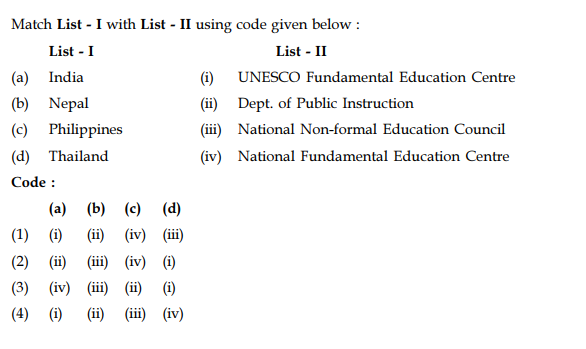 Match List - I with List - II using code given below :
List - I List - II
(a) India (i) UNESCO Fundamental Education Centre
(b) Nepal (ii) Dept. of Public Instruction
(c) Philippines (iii) National Non-formal Education Council
(d) Thailand (iv) National Fundamental Education Centre
Code :
(a) (b) (c) (d)
(1) (i) (ii) (iv) (iii)
(2) (ii) (iii) (iv) (i)
(3) (iv) (iii) (ii) (i)
(4) (i) (ii) (iii) (iv)